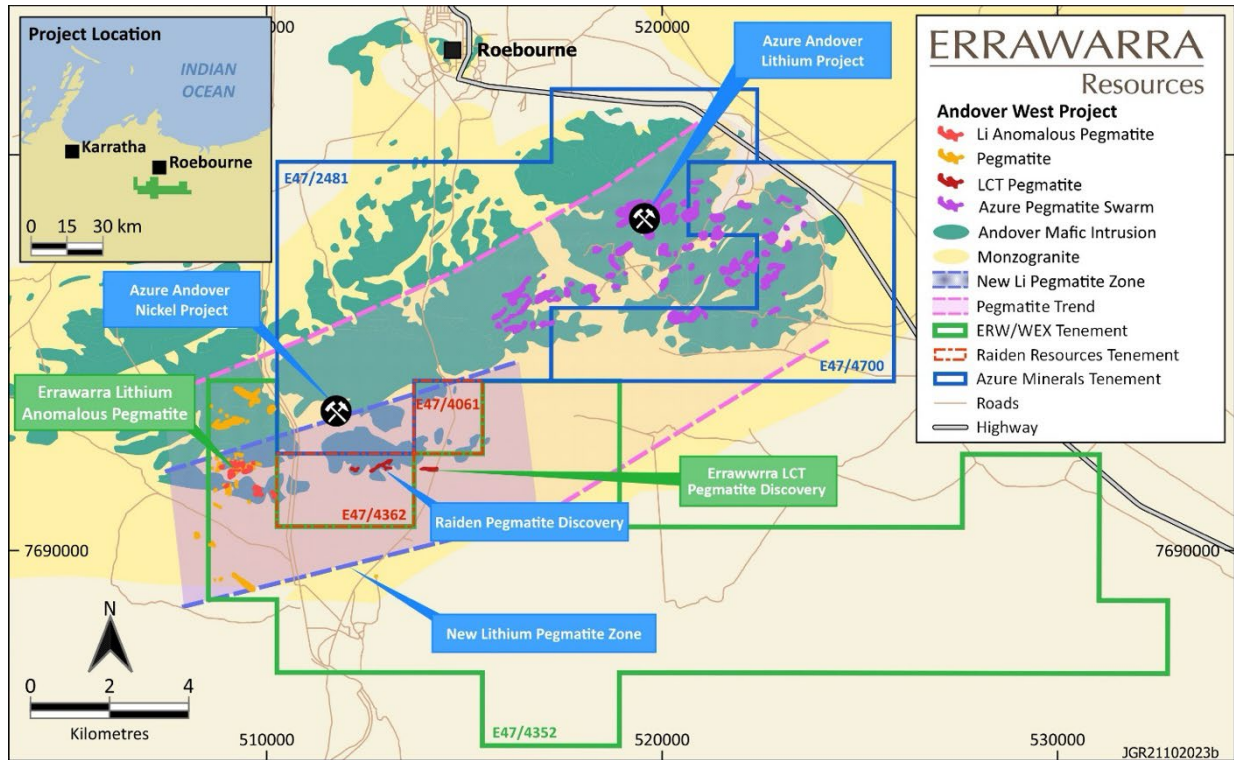 Project Location
INDIAN
OCEAN
Karratha
Roebourne
0 15 30 km
000
520000
Roebourne
Azure Andover
Lithium Project
ERRAWARRA
Resources
Andover West Project
Li Anomalous Pegmatite
Pegmatite
LCT Pegmatite
Azure Pegmatite Swarm
Andover Mafic Intrusion
Monzogranite
New Li Pegmatite Zone
Pegmatite Trend
ERW/WEX Tenement
Raiden Resources Tenement
Azure Minerals Tenement
Roads
Highway
E47/2481
Azure Andover
Nickel Project
E47/4700
Errawarra Lithium
Anomalous Pegmatite
E47/4061
Errawwrra LCT
Pegmatite Discovery
E47/4362
Raiden Pegmatite Discovery
7690000
7690000
New Lithium Pegmatite Zone
N
0 2 4
Kilometres
E47/4352
510000
520000
530000
JGR21102023b